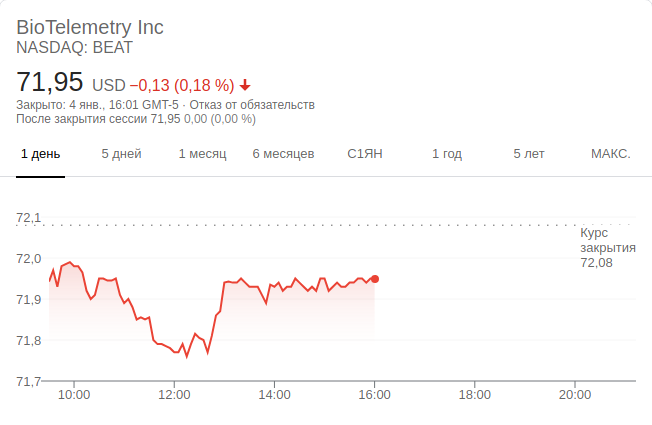 BioTelemetry Inc
NASDAQ: BEAT
71,95 USD −0,13 (0,18 %)
Закрыто: 4 янв., 16:01 GMT-5 · Отказ от обязательств
После закрытия сессии 71,95 0,00 (0,00 %)
1 день 5 дней 1 месяц 6 месяцев С1ЯН 1 год 5 лет МАКС.
72,1
Курс
закрытия
72,08
72,0
71,9
71,8
71,7
10:00 12:00 14:00 16:00 18:00 20:00